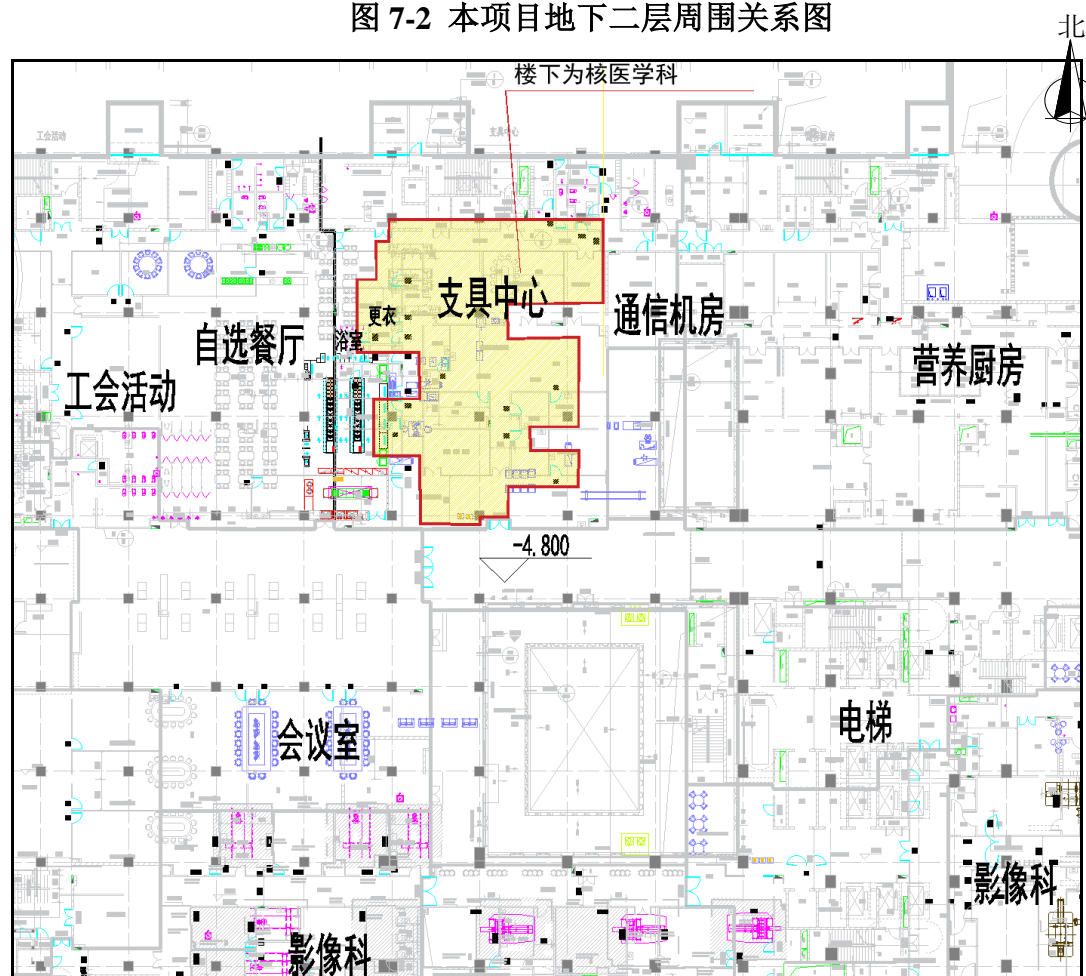 图 7-2 本项目地下二层周围关系图
北
楼下为核医学科
工会活动
支具中心
支具中心
更衣
通信机房
自选餐厅
浴室
工会活动
营养厨房
-4.800
会议室
电梯
影像科
影像科